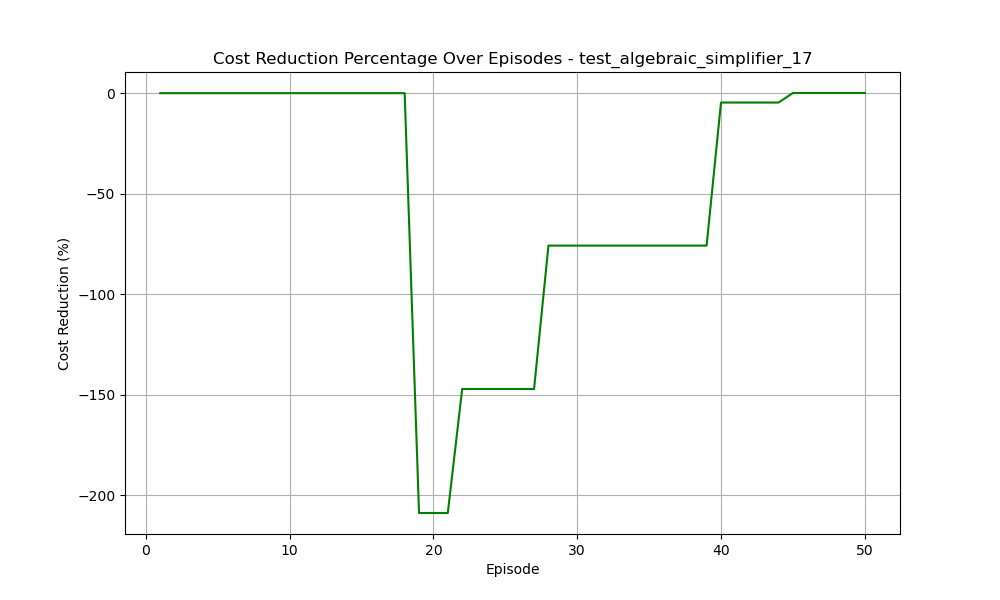 Cost Reduction Percentage Over Episodes - test_algebraic_simplifier_17
0
−50
−100
−150
−200
Cost Reduction (%)
0 10 20 30 40 50
Episode